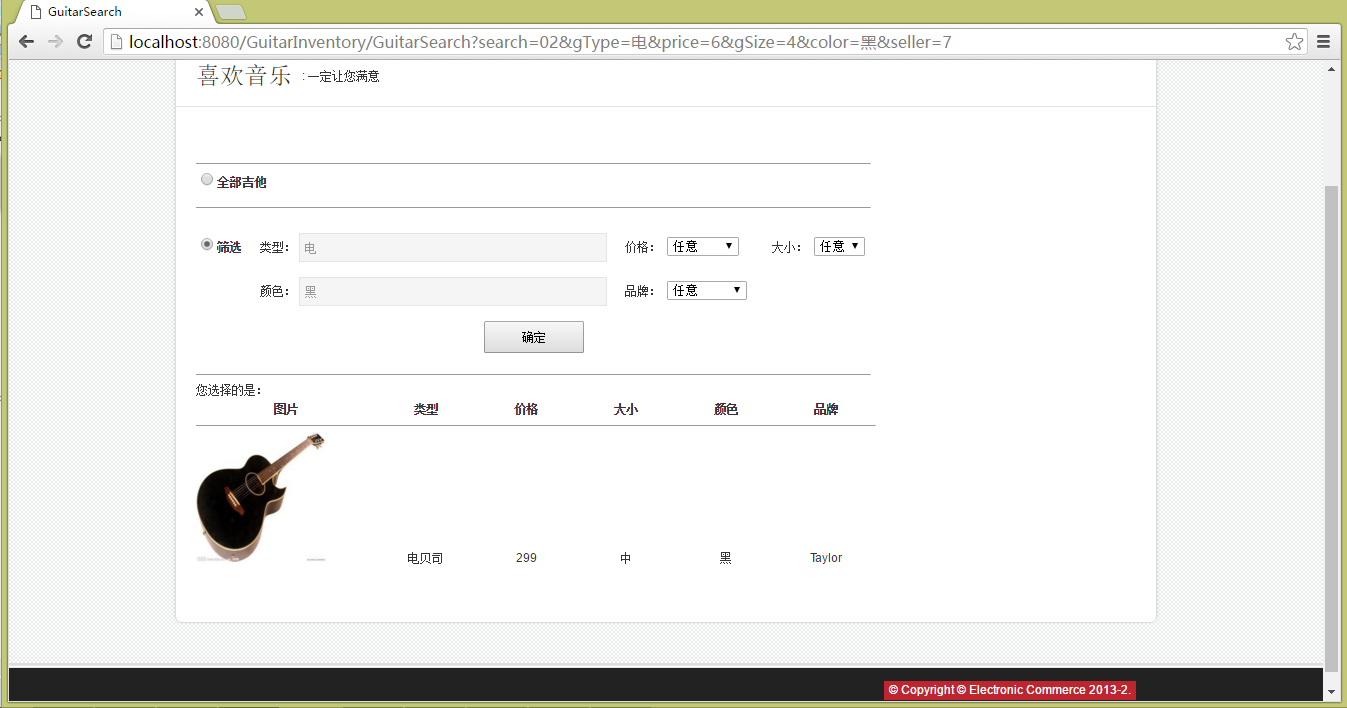 GuitarSearch
localhost:8080/GuitarInventory/GuitarSearch?search=02&gType=电&price=6&gSize=4&color=黑&seller=7
喜欢音乐 : 一定让您满意
全部吉他
筛选 类型： 电 价格： 任意 大小： 任意
颜色： 黑 品牌： 任意
确定
您选择的是：
图片 类型 价格 大小 颜色 品牌
电贝司 299 中 黑 Taylor
© Copyright © Electronic Commerce 2013-2.